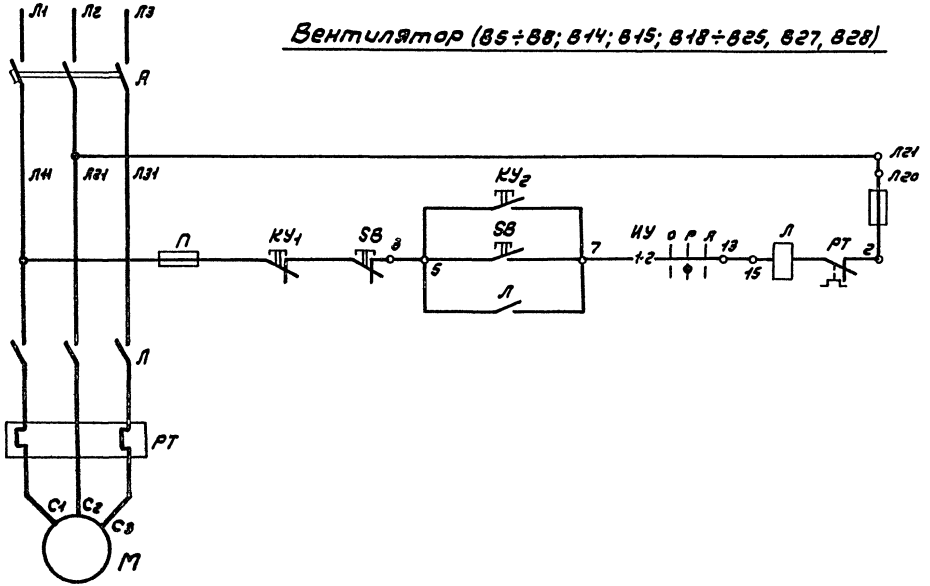 Л1 Л2 Л3
Вентилятор (В5÷В8; В14; В15; В18÷В25, В27, В28)
А
Л11 Л21 Л31
Л21
Л20
КУ2
П КУ1 SB 3 5 SB 7 ИУ 1-2 О Р А 13 15 Л РТ 2
Л
Л
РТ
С1 С2 С3
М